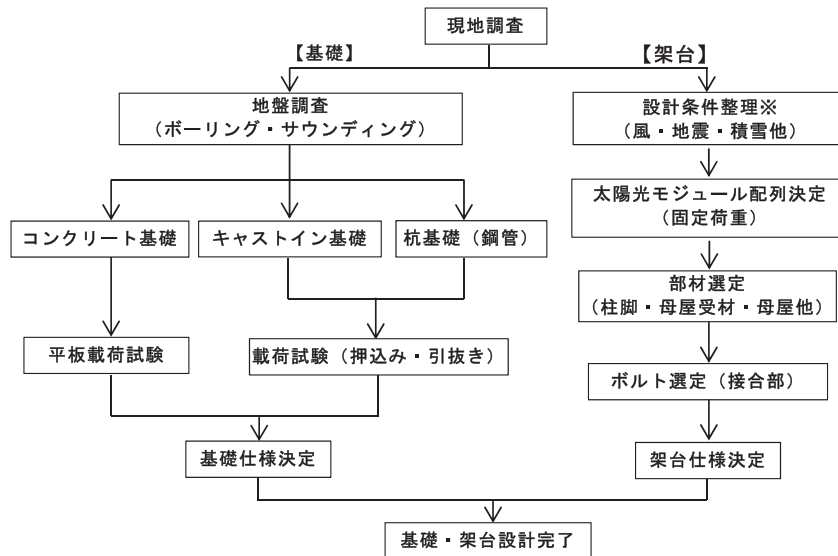 現地調査
【基礎】
【架台】
地盤調査
（ボーリング・サウンディング）
設計条件整理※
（風・地震・積雪他）
太陽光モジュール配列決定
（固定荷重）
コンクリート基礎
キャストイン基礎
杭基礎（鋼管）
部材選定
（柱脚・母屋受材・母屋他）
平板載荷試験
載荷試験（押込み・引抜き）
ボルト選定（接合部）
基礎仕様決定
架台仕様決定
基礎・架台設計完了